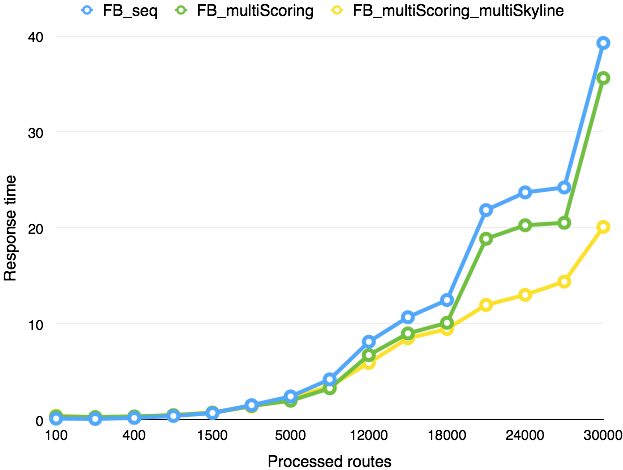 FB_seq FB_multiScoring FB_multiScoring_multiSkyline
40
30
20
10
0
Response time
100 400 1500 5000 12000 18000 24000 30000
Processed routes